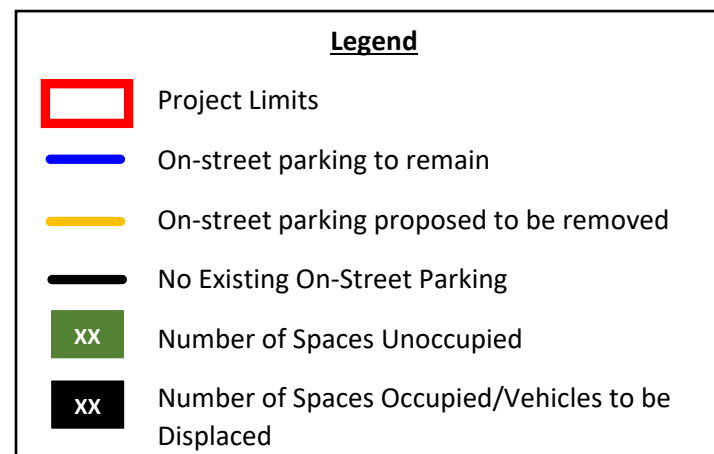 Legend
Project Limits
On-street parking to remain
On-street parking proposed to be removed
No Existing On-Street Parking
XX Number of Spaces Unoccupied
XX Number of Spaces Occupied/Vehicles to be
Displaced